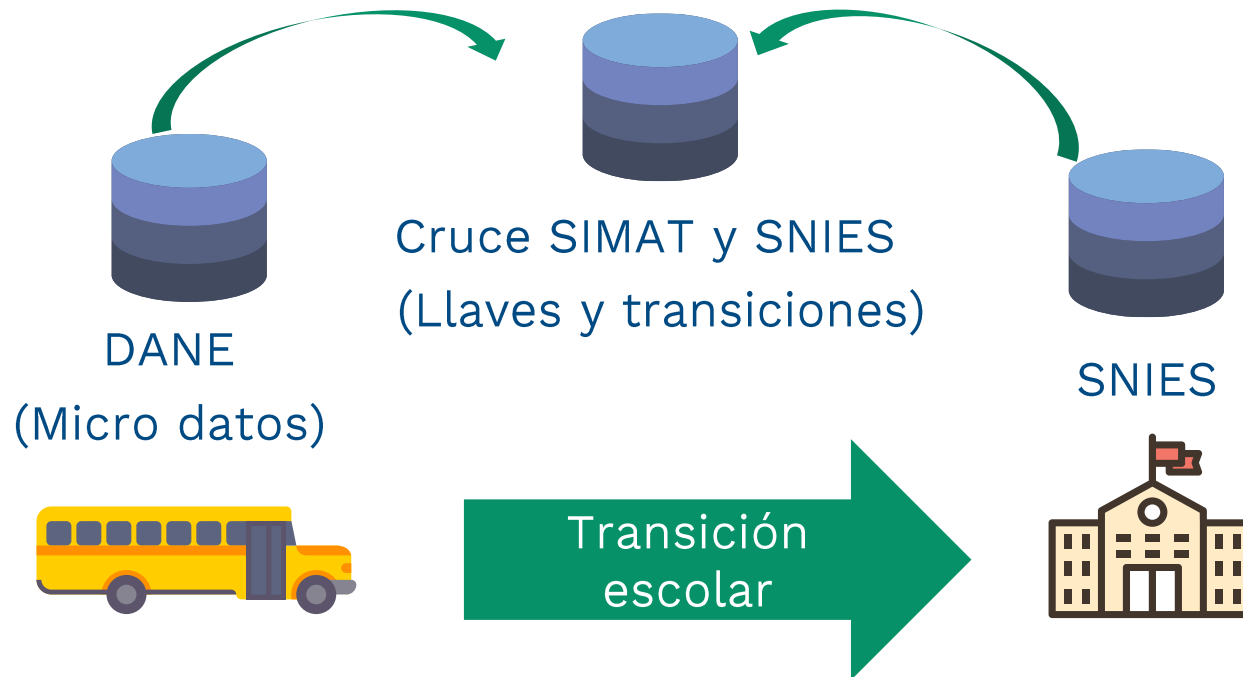 Cruce SIMAT y SNIES
(Llaves y transiciones)
DANE
(Micro datos)
SNIES
Transición
escolar